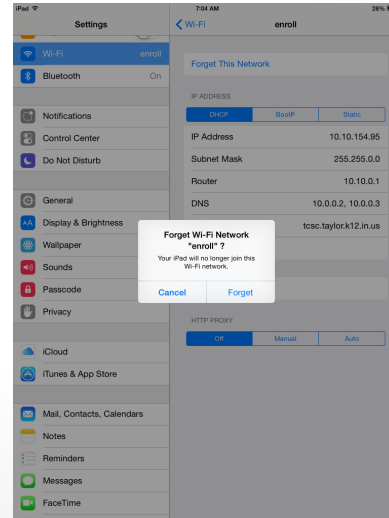 iPad
7:04 AM
28%
Settings
Wi-Fi
enroll
Wi-Fi
enroll
Bluetooth
On
Notifications
Control Center
Do Not Disturb
General
Display & Brightness
Wallpaper
Sounds
Passcode
Privacy
iCloud
iTunes & App Store
Mail, Contacts, Calendars
Notes
Reminders
Messages
FaceTime
Forget This Network
IP ADDRESS
DHCP
BootP
Static
IP Address
10.10.154.95
Subnet Mask
255.255.0.0
Router
10.10.0.1
DNS
10.0.0.2, 10.0.0.3
tcsc.taylor.k12.in.us
Forget Wi-Fi Network
"enroll" ?
Your iPad will no longer join this
Wi-Fi network.
Cancel
Forget
HTTP PROXY
Off
Manual
Auto